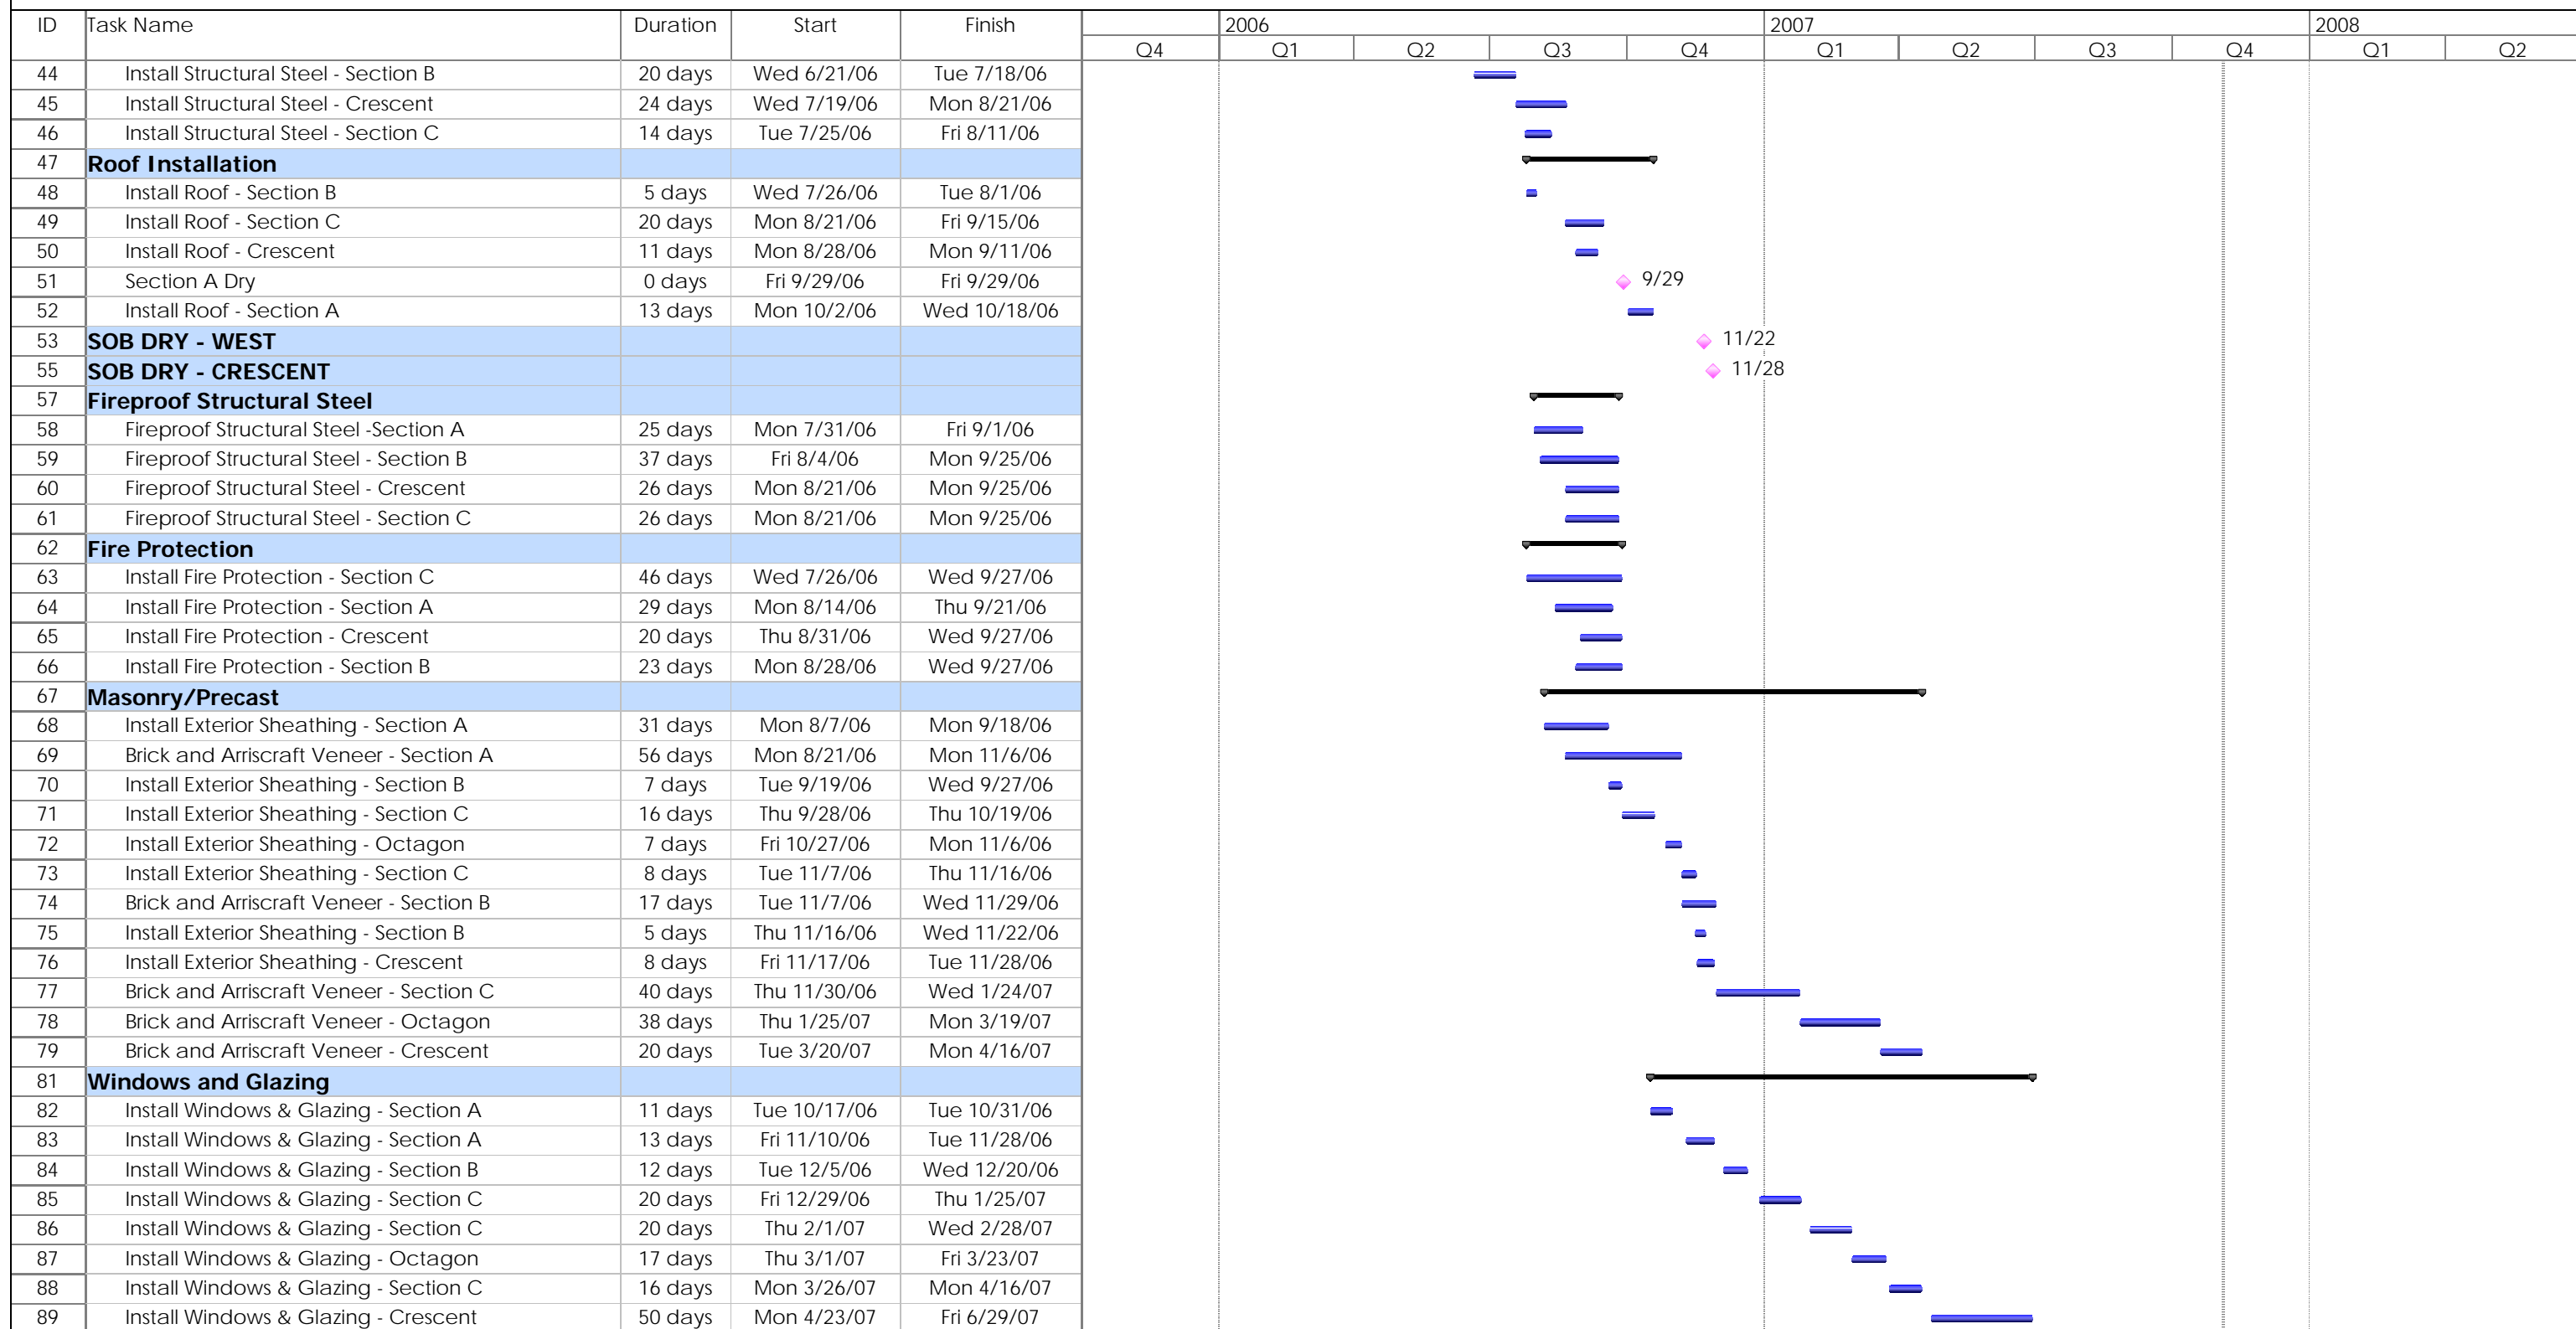 ID Task Name Duration Start Finish 2006 2007 2008
Q4 Q1 Q2 Q3 Q4 Q1 Q2 Q3 Q4 Q1 Q2
44 Install Structural Steel - Section B 20 days Wed 6/21/06 Tue 7/18/06
45 Install Structural Steel - Crescent 24 days Wed 7/19/06 Mon 8/21/06
46 Install Structural Steel - Section C 14 days Tue 7/25/06 Fri 8/11/06
47 Roof Installation
48 Install Roof - Section B 5 days Wed 7/26/06 Tue 8/1/06
49 Install Roof - Section C 20 days Mon 8/21/06 Fri 9/15/06
50 Install Roof - Crescent 11 days Mon 8/28/06 Mon 9/11/06
51 Section A Dry 0 days Fri 9/29/06 Fri 9/29/06 9/29
52 Install Roof - Section A 13 days Mon 10/2/06 Wed 10/18/06
53 SOB DRY - WEST 11/22
55 SOB DRY - CRESCENT 11/28
57 Fireproof Structural Steel
58 Fireproof Structural Steel -Section A 25 days Mon 7/31/06 Fri 9/1/06
59 Fireproof Structural Steel - Section B 37 days Fri 8/4/06 Mon 9/25/06
60 Fireproof Structural Steel - Crescent 26 days Mon 8/21/06 Mon 9/25/06
61 Fireproof Structural Steel - Section C 26 days Mon 8/21/06 Mon 9/25/06
62 Fire Protection
63 Install Fire Protection - Section C 46 days Wed 7/26/06 Wed 9/27/06
64 Install Fire Protection - Section A 29 days Mon 8/14/06 Thu 9/21/06
65 Install Fire Protection - Crescent 20 days Thu 8/31/06 Wed 9/27/06
66 Install Fire Protection - Section B 23 days Mon 8/28/06 Wed 9/27/06
67 Masonry/Precast
68 Install Exterior Sheathing - Section A 31 days Mon 8/7/06 Mon 9/18/06
69 Brick and Arriscraft Veneer - Section A 56 days Mon 8/21/06 Mon 11/6/06
70 Install Exterior Sheathing - Section B 7 days Tue 9/19/06 Wed 9/27/06
71 Install Exterior Sheathing - Section C 16 days Thu 9/28/06 Thu 10/19/06
72 Install Exterior Sheathing - Octagon 7 days Fri 10/27/06 Mon 11/6/06
73 Install Exterior Sheathing - Section C 8 days Tue 11/7/06 Thu 11/16/06
74 Brick and Arriscraft Veneer - Section B 17 days Tue 11/7/06 Wed 11/29/06
75 Install Exterior Sheathing - Section B 5 days Thu 11/16/06 Wed 11/22/06
76 Install Exterior Sheathing - Crescent 8 days Fri 11/17/06 Tue 11/28/06
77 Brick and Arriscraft Veneer - Section C 40 days Thu 11/30/06 Wed 1/24/07
78 Brick and Arriscraft Veneer - Octagon 38 days Thu 1/25/07 Mon 3/19/07
79 Brick and Arriscraft Veneer - Crescent 20 days Tue 3/20/07 Mon 4/16/07
81 Windows and Glazing
82 Install Windows & Glazing - Section A 11 days Tue 10/17/06 Tue 10/31/06
83 Install Windows & Glazing - Section A 13 days Fri 11/10/06 Tue 11/28/06
84 Install Windows & Glazing - Section B 12 days Tue 12/5/06 Wed 12/20/06
85 Install Windows & Glazing - Section C 20 days Fri 12/29/06 Thu 1/25/07
86 Install Windows & Glazing - Section C 20 days Thu 2/1/07 Wed 2/28/07
87 Install Windows & Glazing - Octagon 17 days Thu 3/1/07 Fri 3/23/07
88 Install Windows & Glazing - Section C 16 days Mon 3/26/07 Mon 4/16/07
89 Install Windows & Glazing - Crescent 50 days Mon 4/23/07 Fri 6/29/07